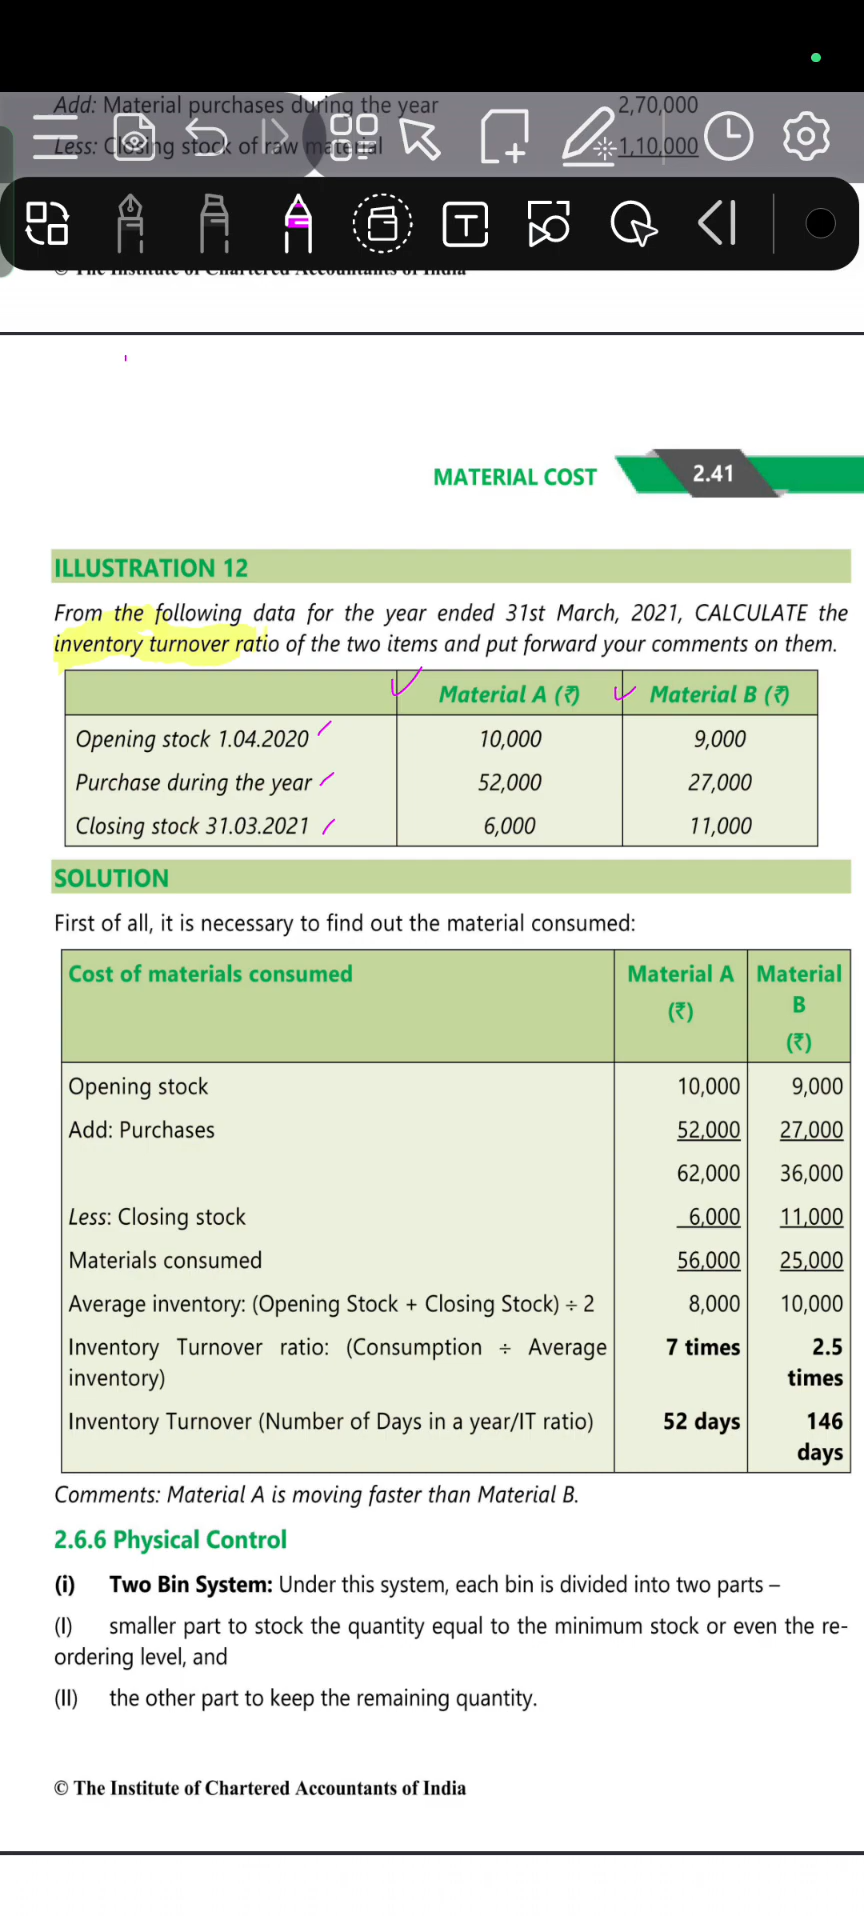 Add: Material purchases during the year 2,70,000
Less: Closing stock of raw material 1,10,000
T
© The Institute of Chartered Accountants of India
MATERIAL COST 2.41
ILLUSTRATION 12
From the following data for the year ended 31st March, 2021, CALCULATE the
inventory turnover ratio of the two items and put forward your comments on them.
Material A (₹) Material B (₹)
Opening stock 1.04.2020 10,000 9,000
Purchase during the year 52,000 27,000
Closing stock 31.03.2021 6,000 11,000
SOLUTION
First of all, it is necessary to find out the material consumed:
Cost of materials consumed Material A Material
(₹) B
(₹)
Opening stock 10,000 9,000
Add: Purchases 52,000 27,000
62,000 36,000
Less: Closing stock 6,000 11,000
Materials consumed 56,000 25,000
Average inventory: (Opening Stock + Closing Stock) ÷ 2 8,000 10,000
Inventory Turnover ratio: (Consumption ÷ Average 7 times 2.5
inventory) times
Inventory Turnover (Number of Days in a year/IT ratio) 52 days 146
days
Comments: Material A is moving faster than Material B.
2.6.6 Physical Control
(i) Two Bin System: Under this system, each bin is divided into two parts –
(I) smaller part to stock the quantity equal to the minimum stock or even the re-
ordering level, and
(II) the other part to keep the remaining quantity.
© The Institute of Chartered Accountants of India